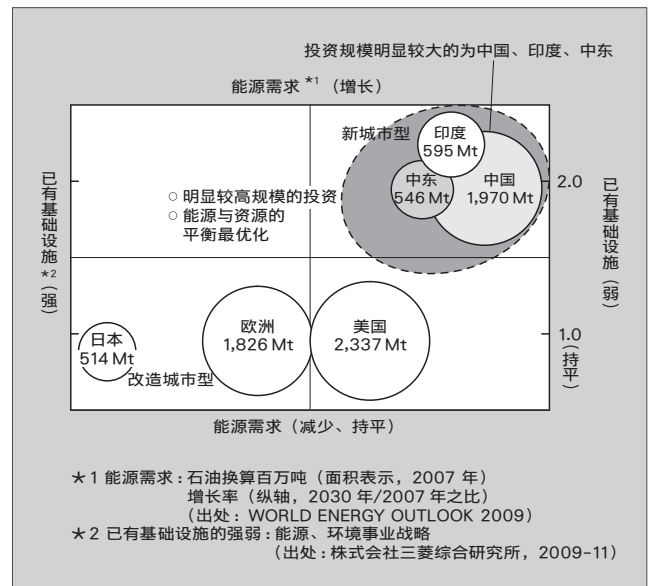 投资规模明显较大的为中国、印度、中东
能源需求 *1 （增长）
新城市型
印度
595 Mt
中东
546 Mt
中国
1,970 Mt
2.0
已有基础设施 *2 （强）
已有基础设施（弱）
○ 明显较高规模的投资
○ 能源与资源的
平衡最优化
日本
514 Mt
欧洲
1,826 Mt
美国
2,337 Mt
1.0
（持平）
改造城市型
能源需求（减少、持平）
＊1 能源需求：石油换算百万吨（面积表示，2007 年）
增长率（纵轴，2030 年/2007 年之比）
（出处：WORLD ENERGY OUTLOOK 2009）
＊2 已有基础设施的强弱：能源、环境事业战略
（出处：株式会社三菱综合研究所，2009-11）